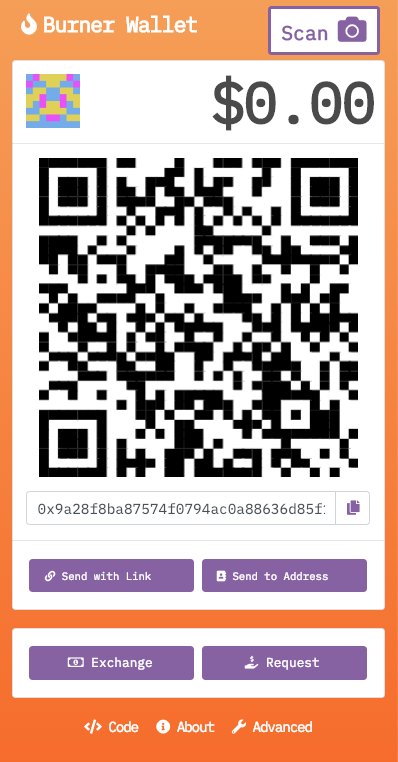 Burner Wallet
Scan
$0.00
0x9a28f8ba87574f0794ac0a88636d85f
Send with Link
Send to Address
Exchange
Request
Code
About
Advanced